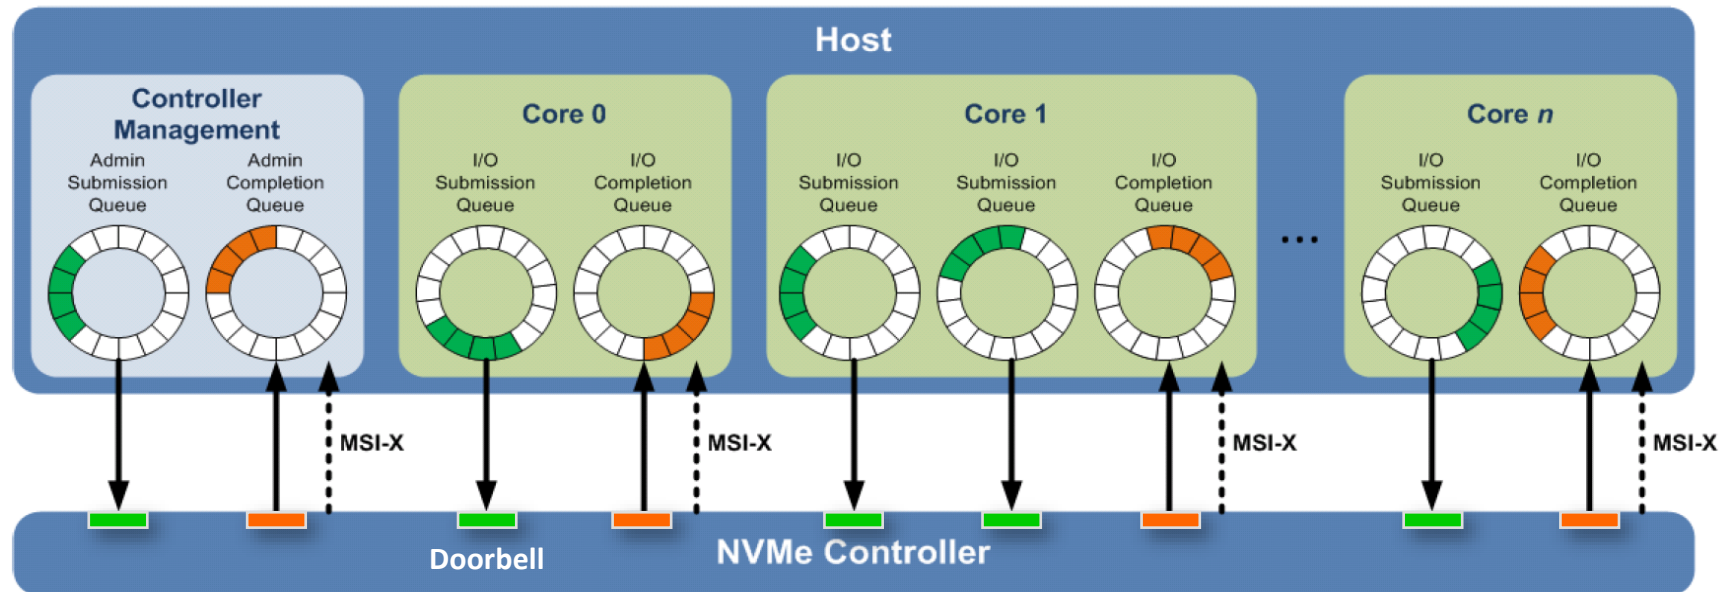 Host
Controller
Management
Admin
Submission
Queue
Admin
Completion
Queue
Core 0
I/O
Submission
Queue
I/O
Completion
Queue
Core 1
I/O
Submission
Queue
I/O
Submission
Queue
I/O
Completion
Queue
...
Core n
I/O
Submission
Queue
I/O
Completion
Queue
MSI-X
MSI-X
MSI-X
MSI-X
Doorbell
NVMe Controller